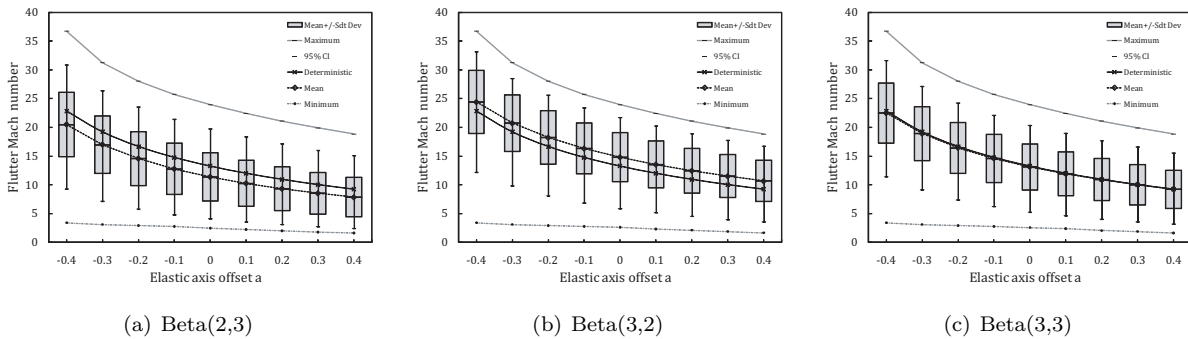 40
35
30
25
20
15
10
5
0
Flutter Mach number
-0.4 -0.3 -0.2 -0.1 0 0.1 0.2 0.3 0.4
Elastic axis offset a
Mean+/-Sdt Dev
Maximum
95% CI
Deterministic
Mean
Minimum
(a) Beta(2,3)
40
35
30
25
20
15
10
5
0
Flutter Mach number
-0.4 -0.3 -0.2 -0.1 0 0.1 0.2 0.3 0.4
Elastic axis offset a
Mean+/-Sdt Dev
Maximum
95% CI
Deterministic
Mean
Minimum
(b) Beta(3,2)
40
35
30
25
20
15
10
5
0
Flutter Mach number
-0.4 -0.3 -0.2 -0.1 0 0.1 0.2 0.3 0.4
Elastic axis offset a
Mean+/-Sdt Dev
Maximum
95% CI
Deterministic
Mean
Minimum
(c) Beta(3,3)